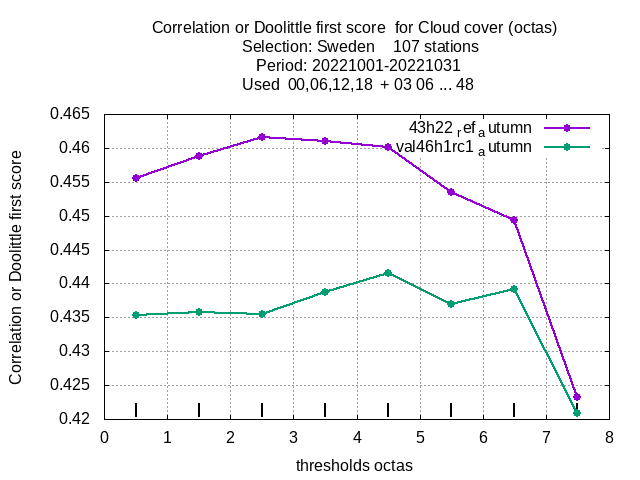 Correlation or Doolittle first score  for Cloud cover (octas)
Selection: Sweden    107 stations
Period: 20221001-20221031
Used  00,06,12,18  + 03 06 ... 48
43h22 ref autumn
val46h1rc1 autumn
Correlation or Doolittle first score
0.465
0.46
0.455
0.45
0.445
0.44
0.435
0.43
0.425
0.42
0 1 2 3 4 5 6 7 8
thresholds octas